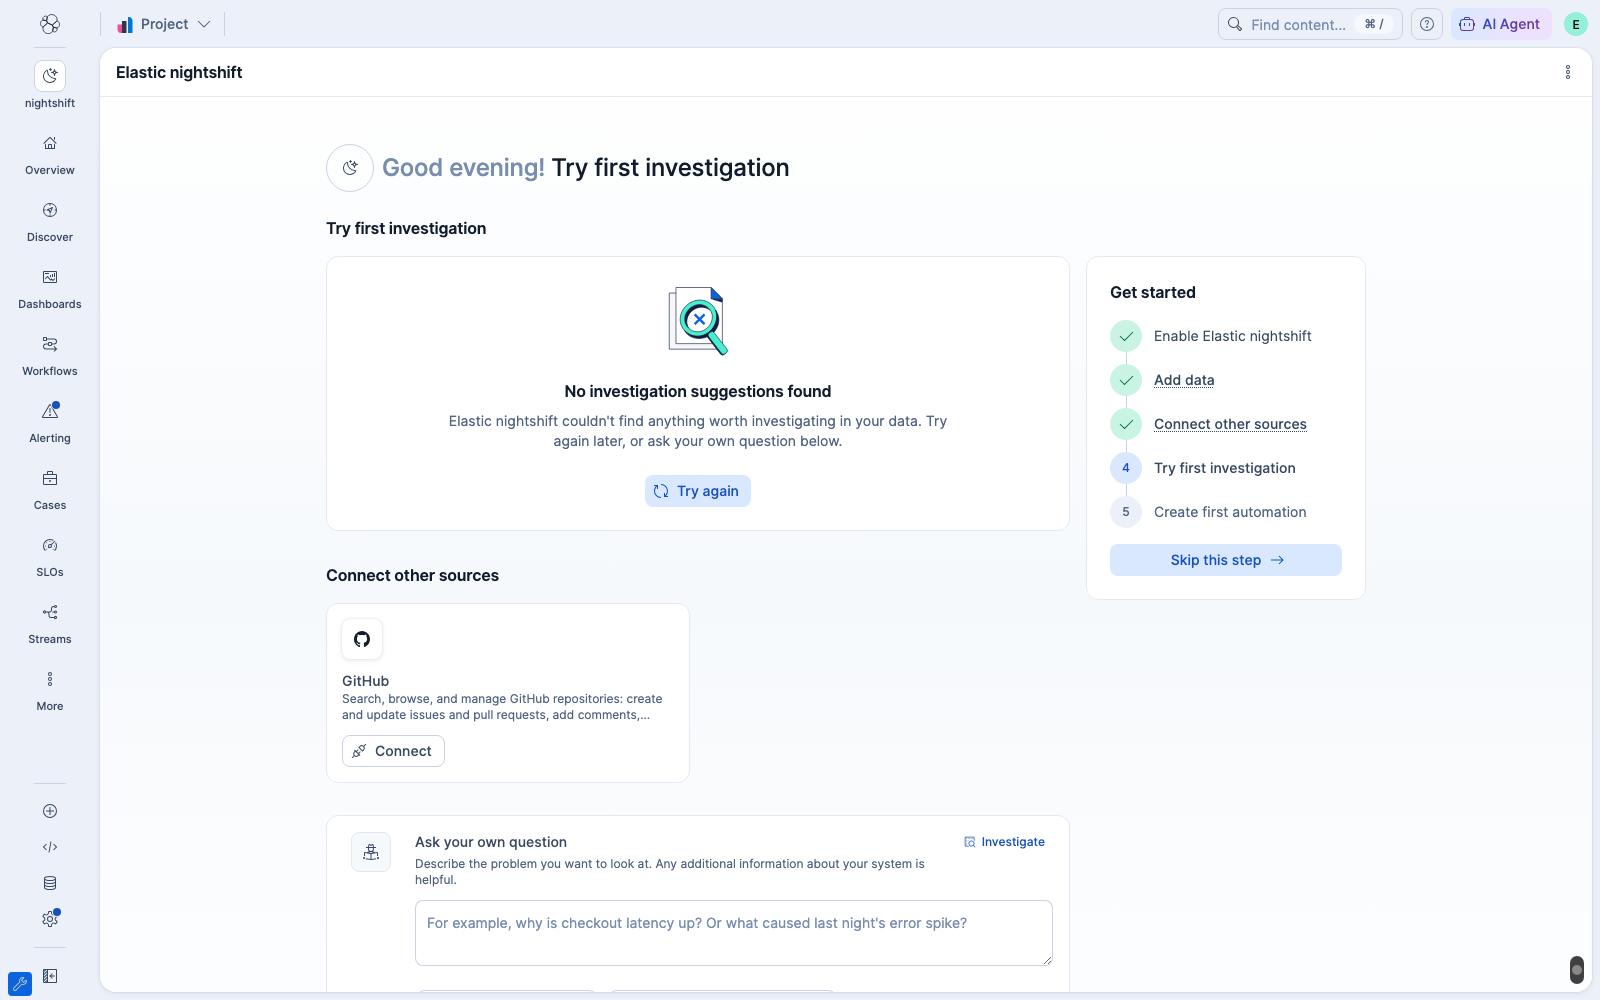 Project
Find content...
⌘ /
AI Agent
E
nightshift
Overview
Discover
Dashboards
Workflows
Alerting
Cases
SLOs
Streams
More
Elastic nightshift
Good evening! Try first investigation
Try first investigation
No investigation suggestions found
Elastic nightshift couldn't find anything worth investigating in your data. Try
again later, or ask your own question below.
Try again
Get started
Enable Elastic nightshift
Add data
Connect other sources
4 Try first investigation
5 Create first automation
Skip this step
Connect other sources
GitHub
Search, browse, and manage GitHub repositories: create
and update issues and pull requests, add comments,...
Connect
Ask your own question
Investigate
Describe the problem you want to look at. Any additional information about your system is
helpful.
For example, why is checkout latency up? Or what caused last night's error spike?